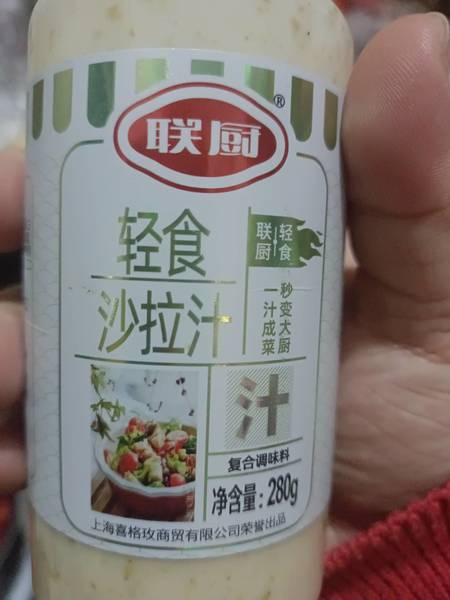 联厨®
轻食
沙拉汁
联厨
轻食
秒变大厨
一汁成菜
汁
复合调味料
净含量:280g
上海喜格玫商贸有限公司荣誉出品